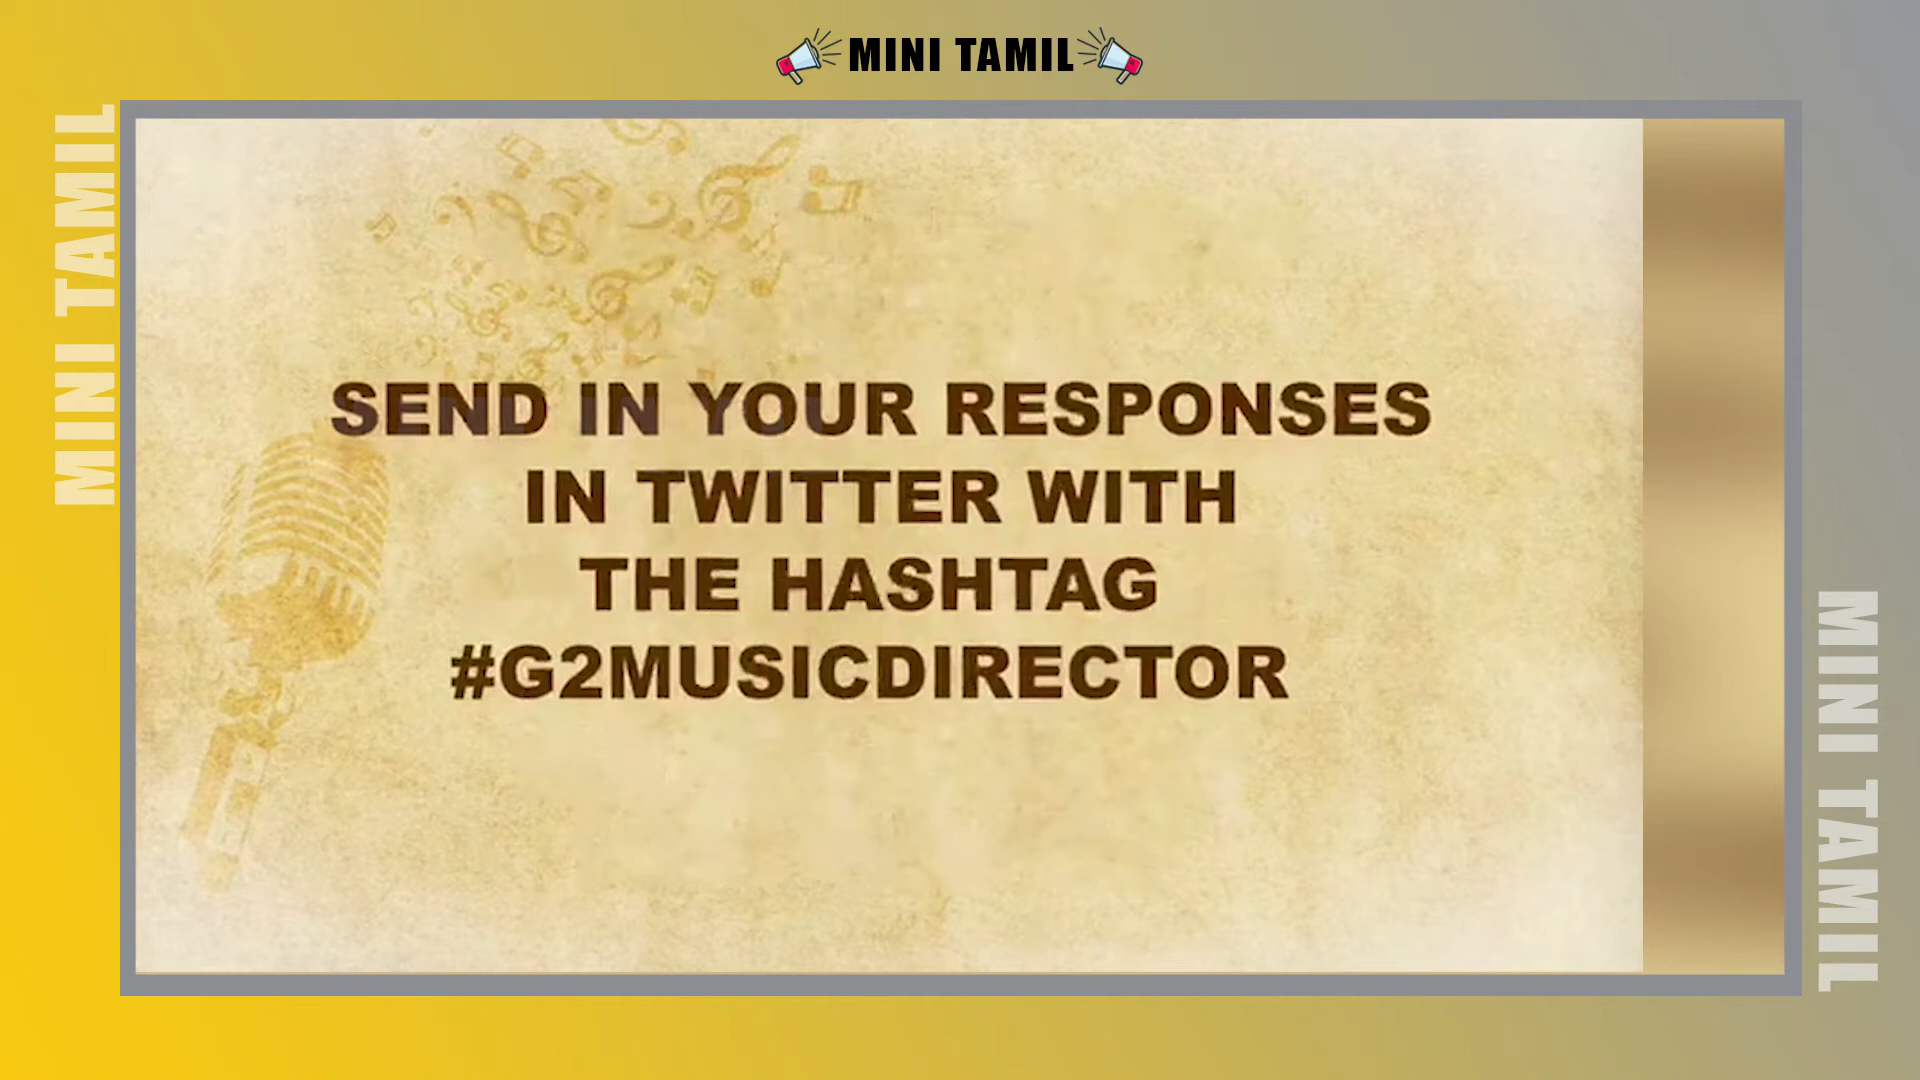 MINI TAMIL
MINI TAMIL
SEND IN YOUR RESPONSES
IN TWITTER WITH
THE HASHTAG
#G2MUSICDIRECTOR
MINI TAMIL